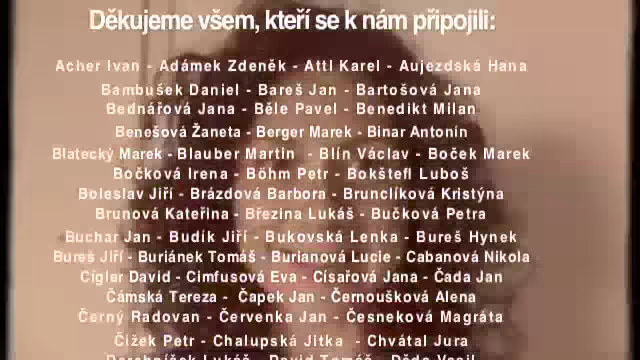 Děkujeme všem, kteří se k nám připojili:
Acher Ivan - Adámek Zdeněk - Attl Karel - Aujezdská Hana
Bambušek Daniel - Bareš Jan - Bartošová Jana
Bednářová Jana - Běle Pavel - Benedikt Milan
Benešová Žaneta - Berger Marek - Binar Antonín
Blatecký Marek - Blauber Martin - Blín Václav - Boček Marek
Bočková Irena - Böhm Petr - Bokštefl Luboš
Boleslav Jiří - Brázdová Barbora - Brunclíková Kristýna
Brunová Kateřina - Březina Lukáš - Bučková Petra
Buchar Jan - Budík Jiří - Bukovská Lenka - Bureš Hynek
Bureš Jiří - Buriánek Tomáš - Burianová Lucie - Cabanová Nikola
Cígler David - Cimfusová Eva - Císařová Jana - Čada Jan
Čámská Tereza - Čapek Jan - Černoušková Alena
Černý Radovan - Červenka Jan - Česneková Magráta
Čížek Petr - Chalupská Jitka - Chvátal Jura
David Tomáš